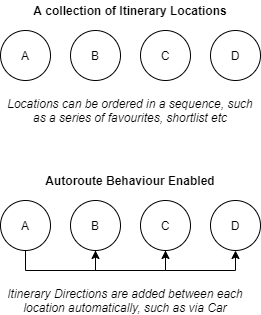 A collection of Itinerary Locations
A B C D
Locations can be ordered in a sequence, such
as a series of favourites, shortlist etc
Autoroute Behaviour Enabled
A B C D
Itinerary Directions are added between each
location automatically, such as via Car